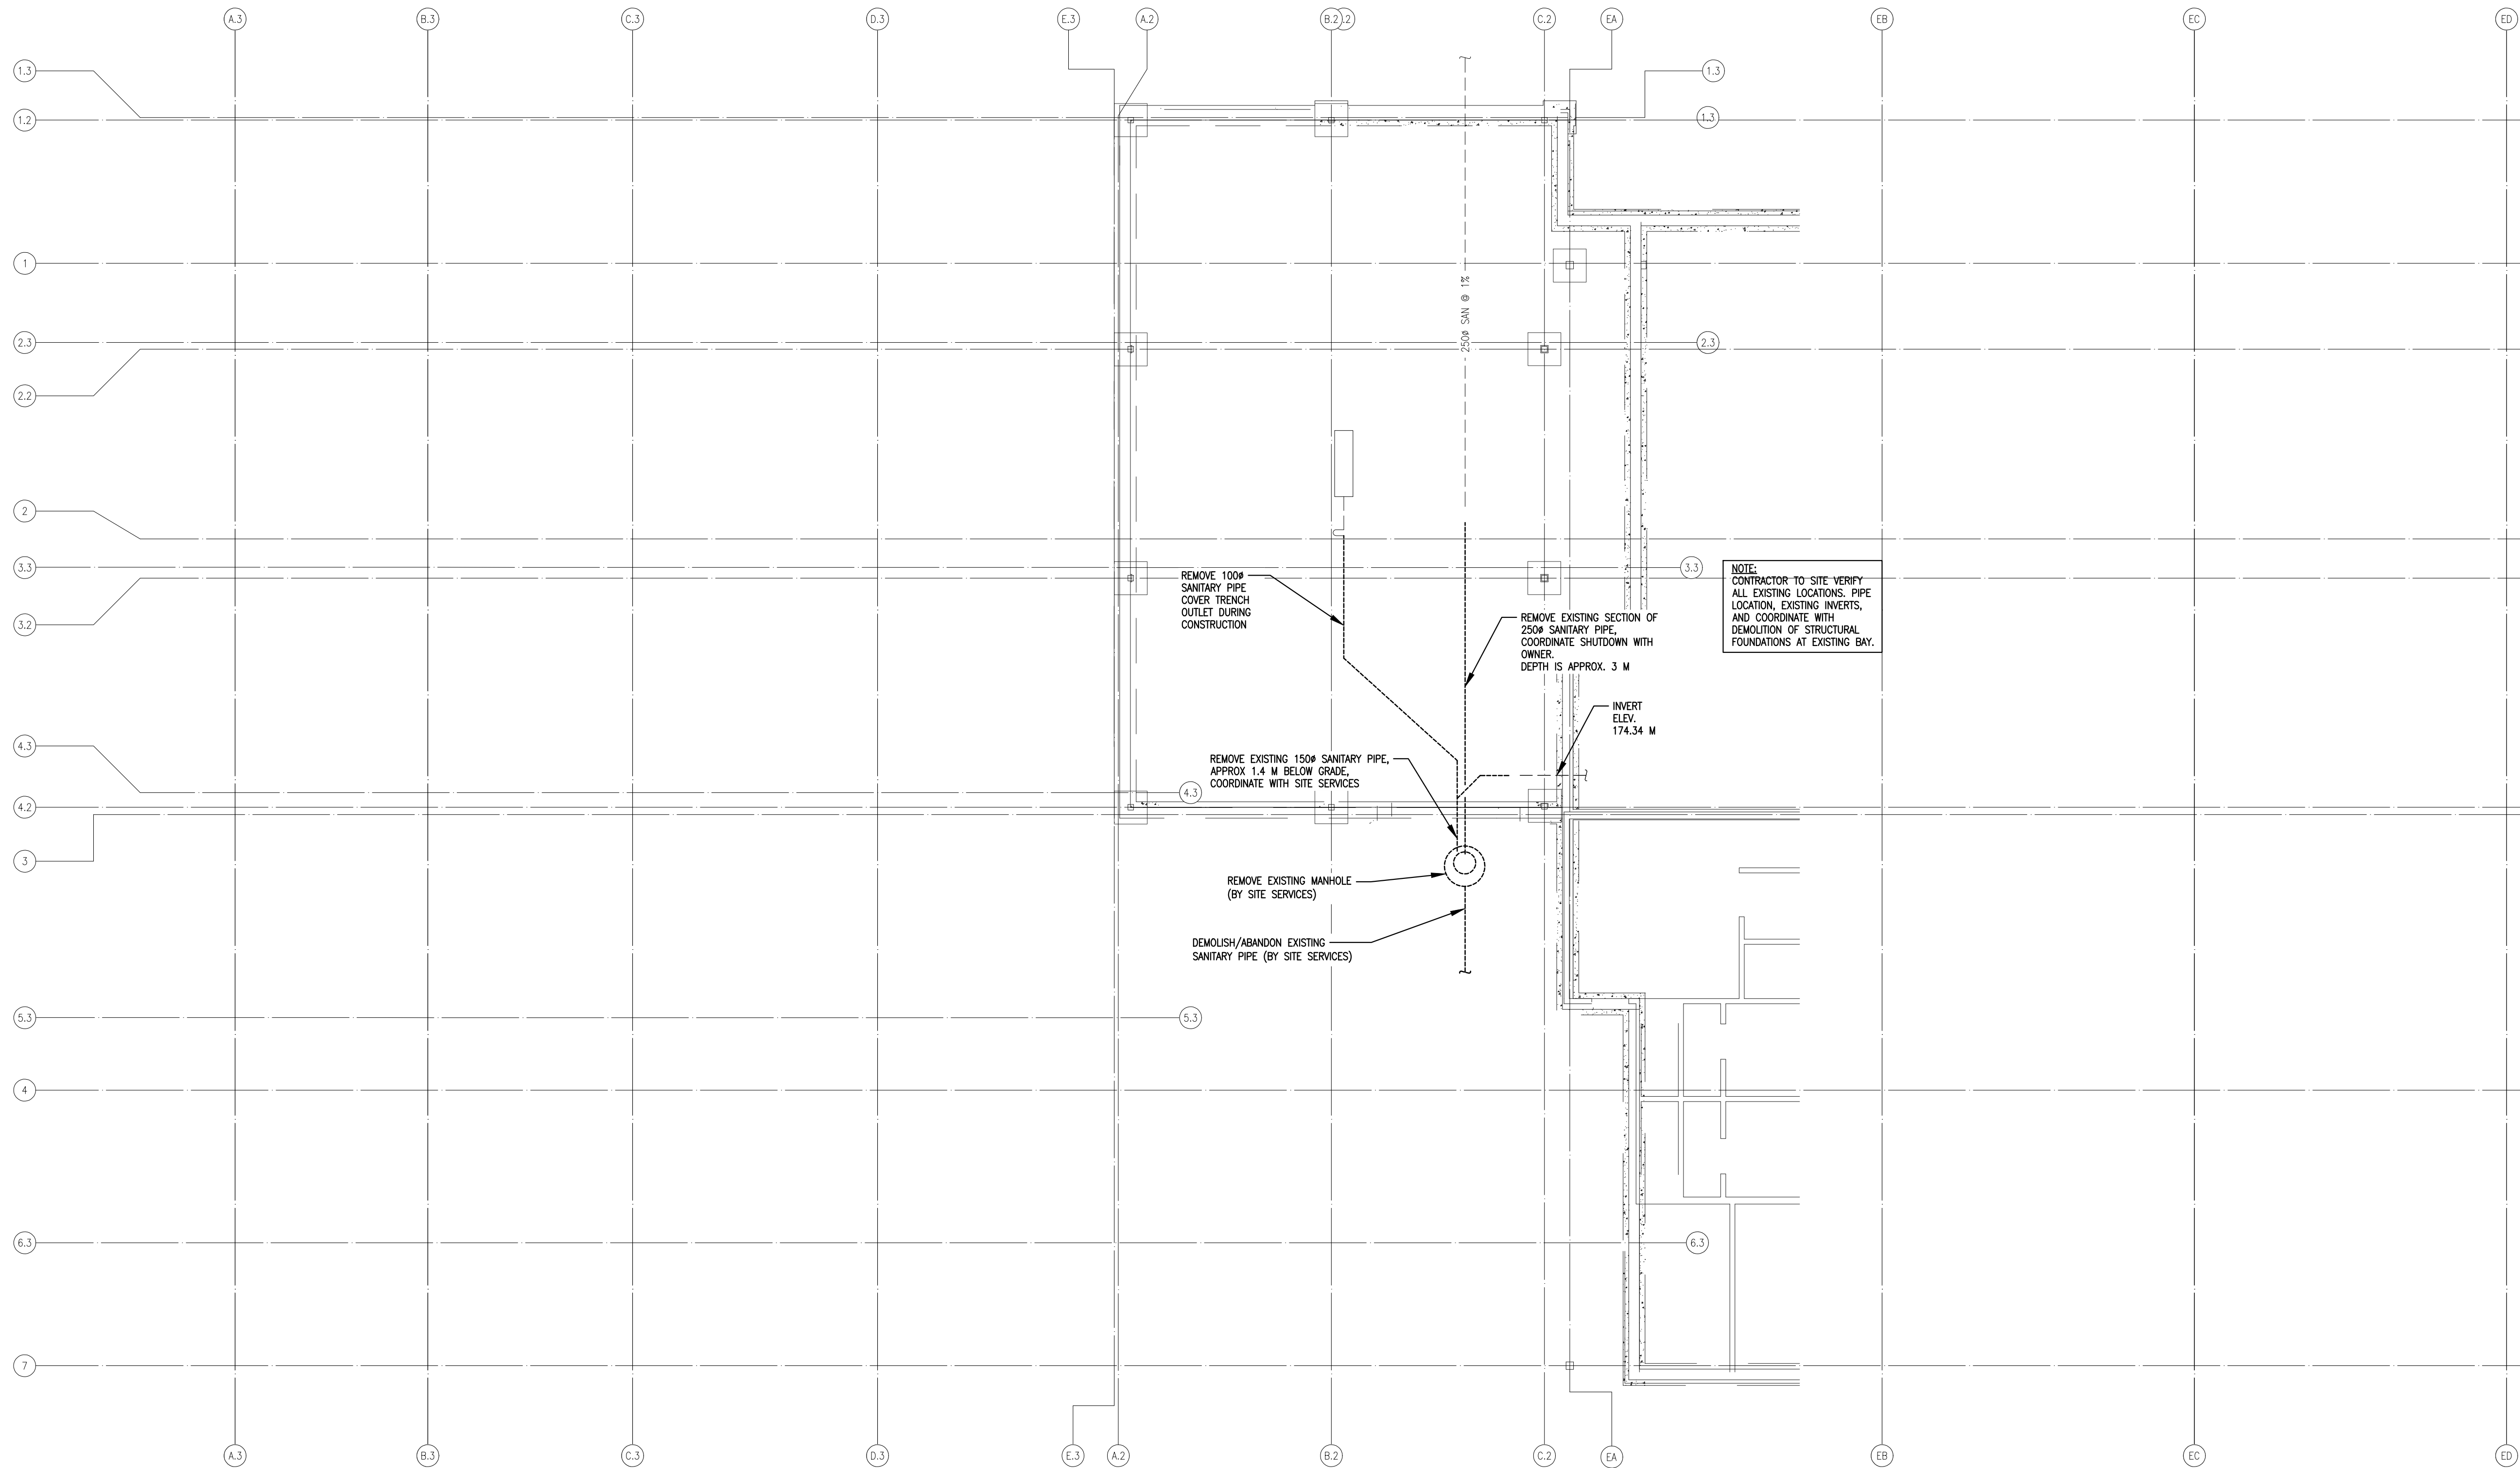 A.3
B.3
C.3
D.3
E.3
A.2
B.2
.2
C.2
EA
EB
EC
ED
1.3
1.3
1.2
1.3
1
250ø SAN @ 1%
2.3
2.3
2.2
2
3.3
3.3
3.2
REMOVE 100ø
SANITARY PIPE
COVER TRENCH
OUTLET DURING
CONSTRUCTION
REMOVE EXISTING SECTION OF
250ø SANITARY PIPE,
COORDINATE SHUTDOWN WITH
OWNER.
DEPTH IS APPROX. 3 M
NOTE:
CONTRACTOR TO SITE VERIFY
ALL EXISTING LOCATIONS. PIPE
LOCATION, EXISTING INVERTS,
AND COORDINATE WITH
DEMOLITION OF STRUCTURAL
FOUNDATIONS AT EXISTING BAY.
INVERT
ELEV.
174.34 M
4.3
REMOVE EXISTING 150ø SANITARY PIPE,
APPROX 1.4 M BELOW GRADE,
COORDINATE WITH SITE SERVICES
4.3
4.2
3
REMOVE EXISTING MANHOLE
(BY SITE SERVICES)
DEMOLISH/ABANDON EXISTING
SANITARY PIPE (BY SITE SERVICES)
5.3
5.3
4
6.3
6.3
7
A.3
B.3
C.3
D.3
E.3
A.2
B.2
C.2
EA
EB
EC
ED